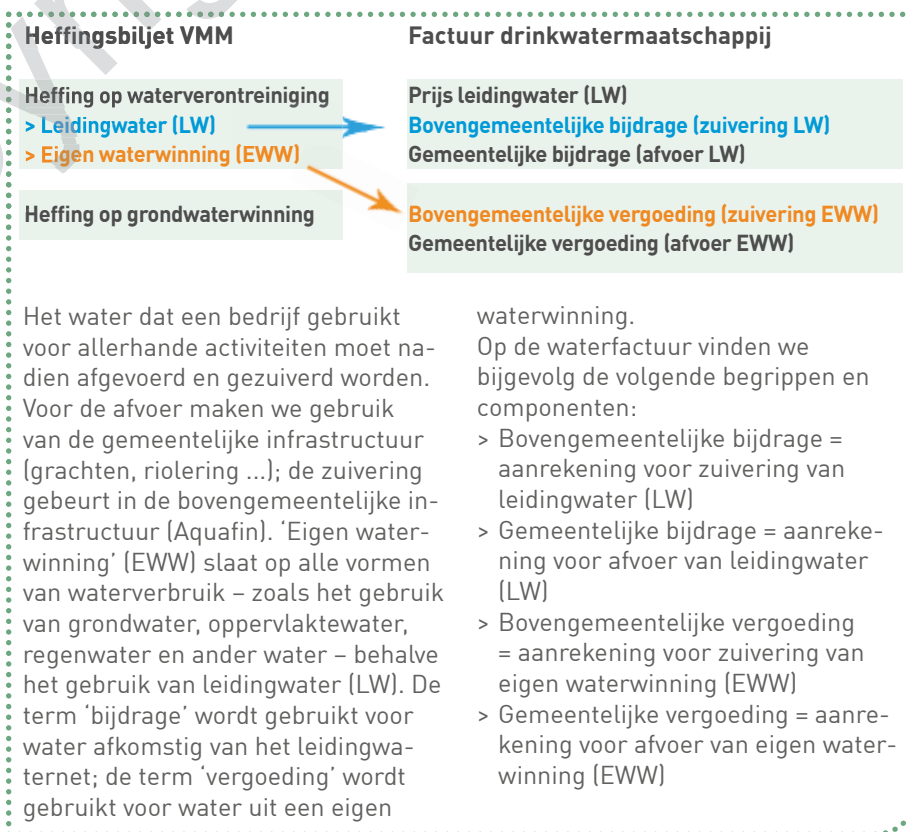 Heffingsbiljet VMM
Heffing op waterverontreiniging
> Leidingwater (LW)
> Eigen waterwinning (EWW)
Heffing op grondwaterwinning
Factuur drinkwatermaatschappij
Prijs leidingwater (LW)
Bovengemeentelijke bijdrage (zuivering LW)
Gemeentelijke bijdrage (afvoer LW)
Bovengemeentelijke vergoeding (zuivering EWW)
Gemeentelijke vergoeding (afvoer EWW)
Het water dat een bedrijf gebruikt
voor allerhande activiteiten moet na-
dien afgevoerd en gezuiverd worden.
Voor de afvoer maken we gebruik
van de gemeentelijke infrastructuur
(grachten, riolering ...); de zuivering
gebeurt in de bovengemeentelijke in-
frastructuur (Aquafin). ‘Eigen water-
winning’ (EWW) slaat op alle vormen
van waterverbruik – zoals het gebruik
van grondwater, oppervlaktewater,
regenwater en ander water – behalve
het gebruik van leidingwater (LW). De
term ‘bijdrage’ wordt gebruikt voor
water afkomstig van het leidingwa-
ternet; de term ‘vergoeding’ wordt
gebruikt voor water uit een eigen
waterwinning.
Op de waterfactuur vinden we
bijgevolg de volgende begrippen en
componenten:
> Bovengemeentelijke bijdrage =
aanrekening voor zuivering van
leidingwater (LW)
> Gemeentelijke bijdrage = aanreke-
ning voor afvoer van leidingwater
(LW)
> Bovengemeentelijke vergoeding
= aanrekening voor zuivering van
eigen waterwinning (EWW)
> Gemeentelijke vergoeding = aanre-
kening voor afvoer van eigen water-
winning (EWW)